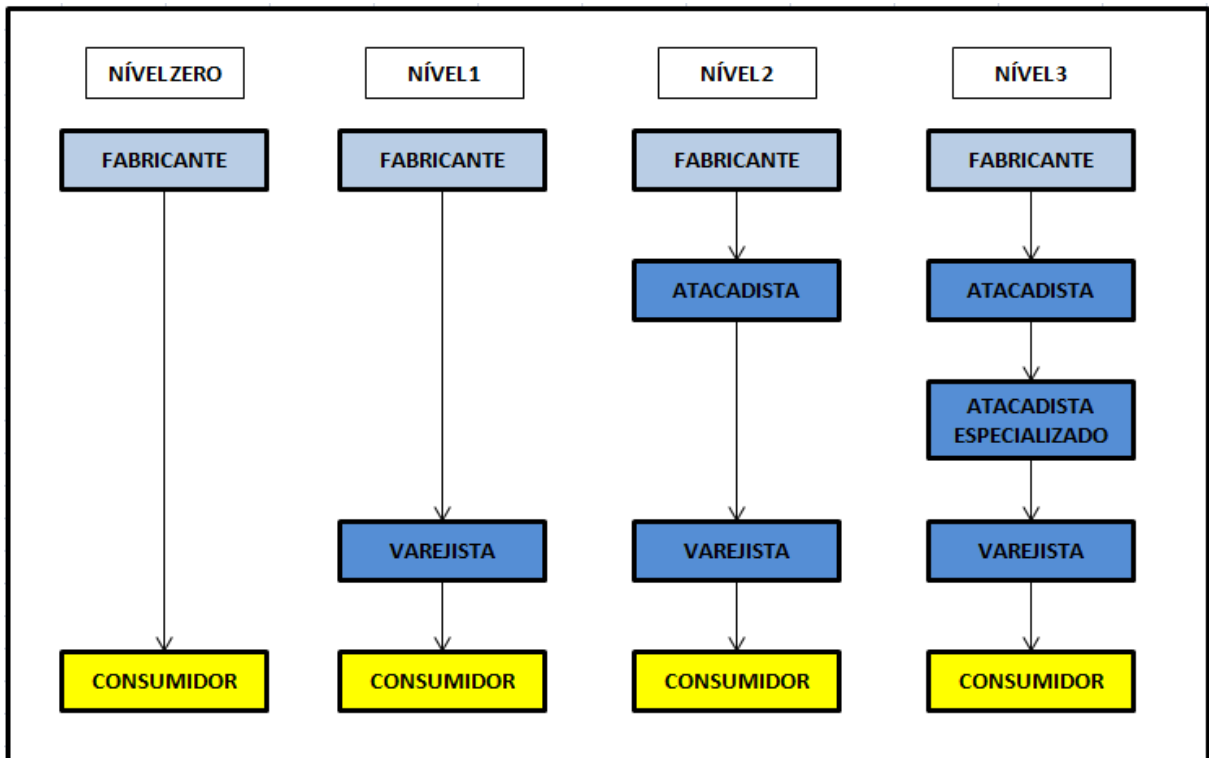 NÍVEL ZERO
NÍVEL 1
NÍVEL 2
NÍVEL 3
FABRICANTE
FABRICANTE
FABRICANTE
FABRICANTE
ATACADISTA
ATACADISTA
ATACADISTA
ESPECIALIZADO
VAREJISTA
VAREJISTA
VAREJISTA
CONSUMIDOR
CONSUMIDOR
CONSUMIDOR
CONSUMIDOR